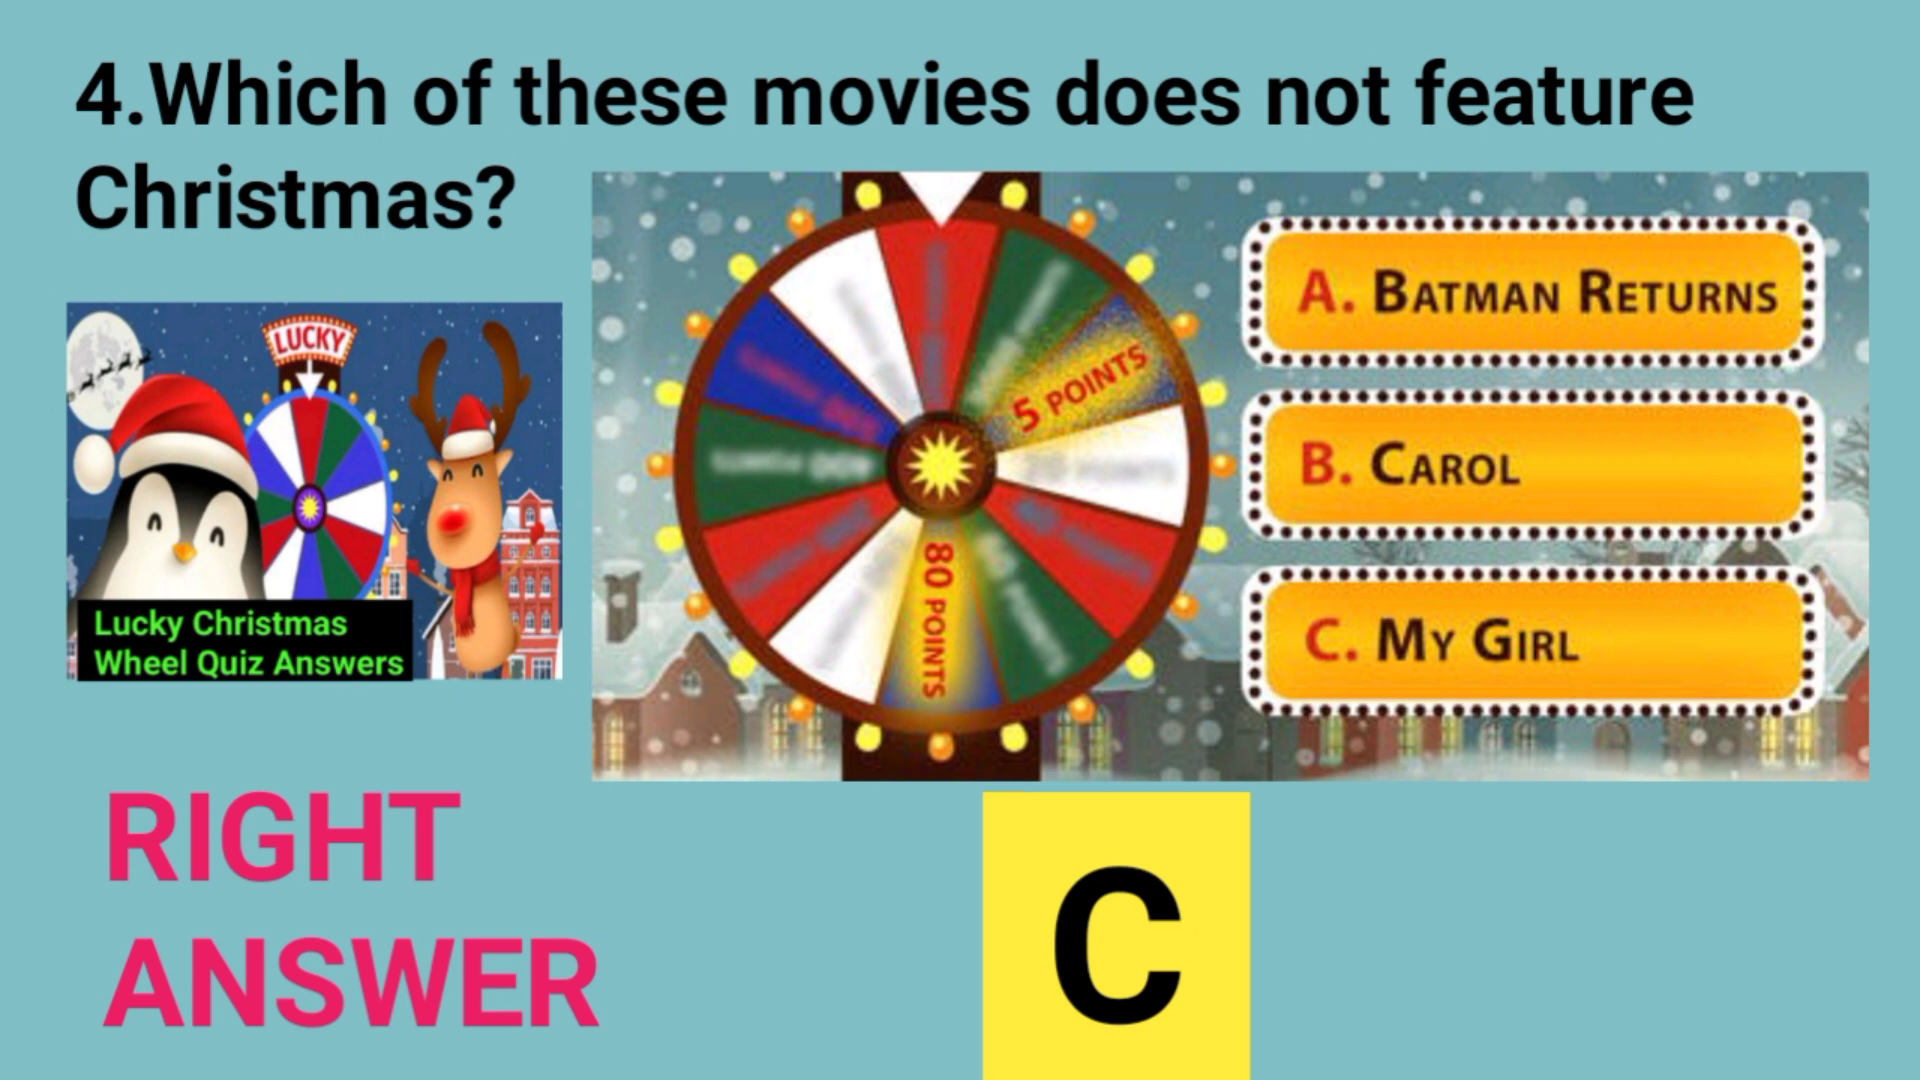 4.Which of these movies does not feature
Christmas?
LUCKY
Lucky Christmas
Wheel Quiz Answers
5 POINTS
80 POINTS
A. BATMAN RETURNS
B. CAROL
C. MY GIRL
RIGHT
ANSWER
C